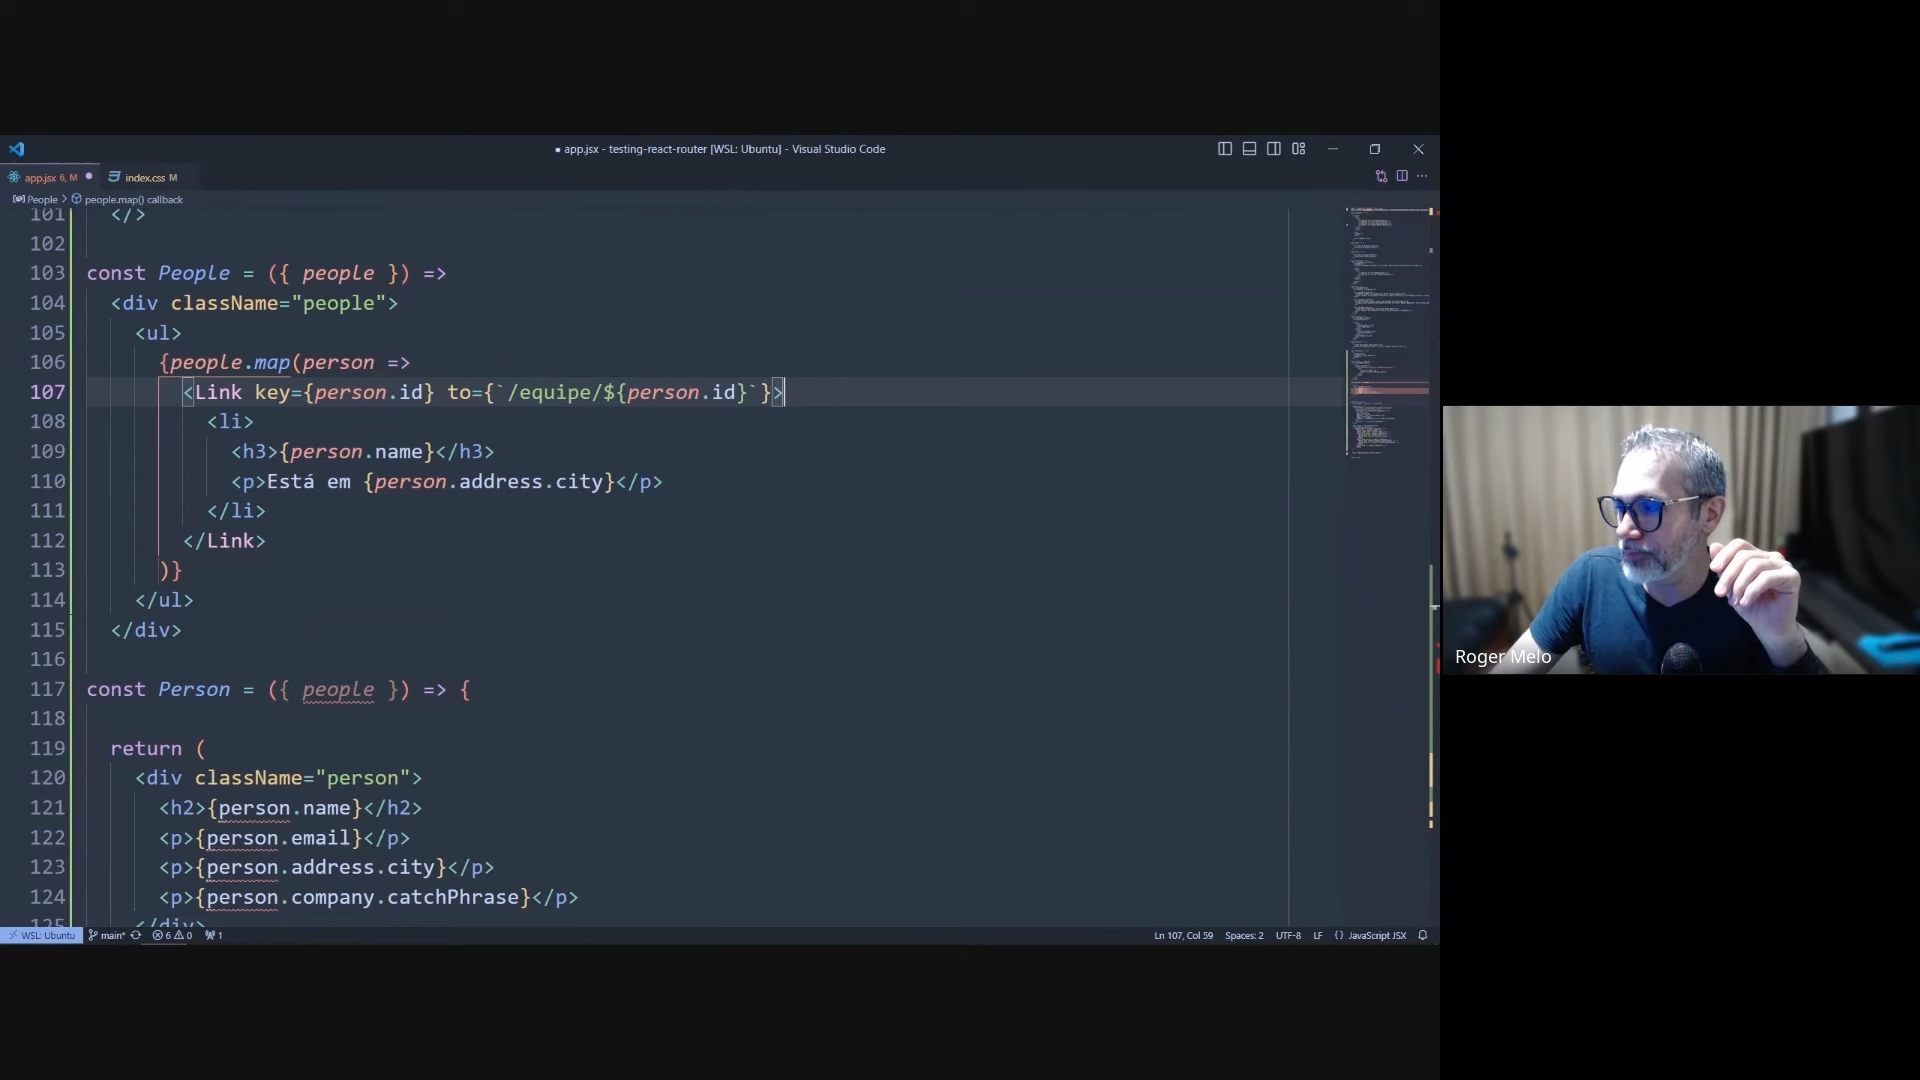 ● app.jsx - testing-react-router [WSL: Ubuntu] - Visual Studio Code
app.jsx 6, M ●
index.css M
People > people.map() callback
101 </>
102
103 const People = ({ people }) =>
104 <div className="people">
105 <ul>
106 {people.map(person =>
107 <Link key={person.id} to={`/equipe/${person.id}`}>
108 <li>
109 <h3>{person.name}</h3>
110 <p>Está em {person.address.city}</p>
111 </li>
112 </Link>
113 )}
114 </ul>
115 </div>
116
117 const Person = ({ people }) => {
118
119 return (
120 <div className="person">
121 <h2>{person.name}</h2>
122 <p>{person.email}</p>
123 <p>{person.address.city}</p>
124 <p>{person.company.catchPhrase}</p>
125 </div>
WSL: Ubuntu main* 6 0 1
Ln 107, Col 59 Spaces: 2 UTF-8 LF {} JavaScript JSX
Roger Melo